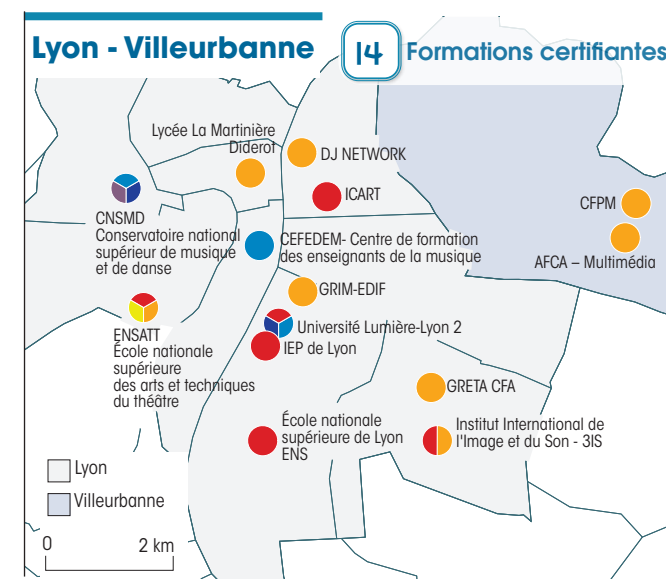 Lyon - Villeurbanne
14 Formations certifiantes
Lycée La Martinière
Diderot
DJ NETWORK
ICART
CFPM
AFCA – Multimédia
CNSMD
Conservatoire national
supérieur de musique
et de danse
CEFEDEM- Centre de formation
des enseignants de la musique
GRIM-EDIF
Université Lumière-Lyon 2
IEP de Lyon
ENSATT
École nationale
supérieure
des arts et techniques
du théâtre
GRETA CFA
École nationale
supérieure de Lyon
ENS
Institut International de
l'Image et du Son - 3IS
Lyon
Villeurbanne
0 2 km